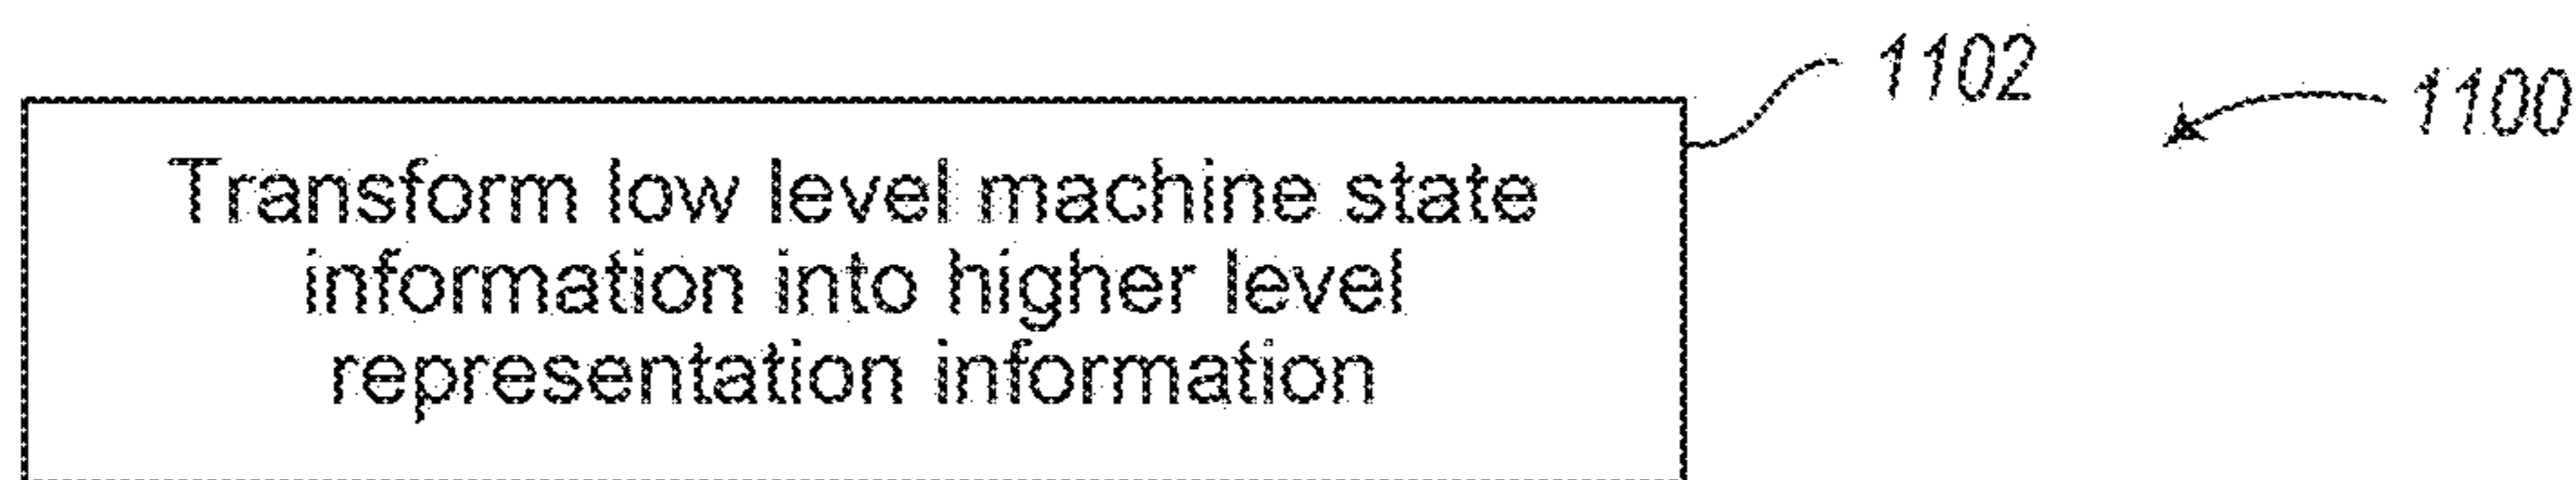 1102
1100
Transform low level machine state
information into higher level
representation information